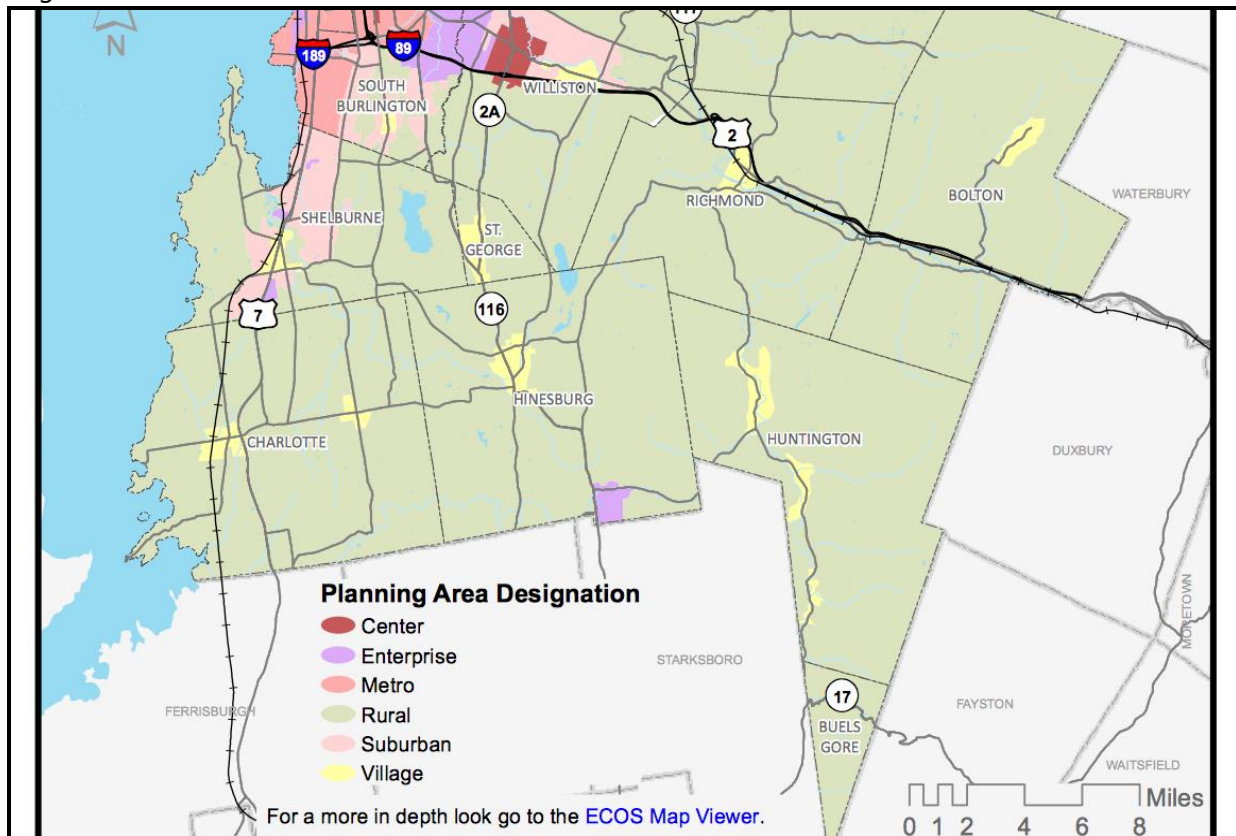 N
189
89
117
SOUTH
BURLINGTON
WILLISTON
2A
2
RICHMOND
BOLTON
WATERBURY
SHELBURNE
ST.
GEORGE
7
116
HINESBURG
CHARLOTTE
HUNTINGTON
DUXBURY
Planning Area Designation
Center
Enterprise
Metro
Rural
Suburban
Village
STARKSBORO
MORETOWN
FERRISBURGH
17
BUELS
GORE
FAYSTON
WAITSFIELD
Miles
0 1 2 4 6 8
For a more in depth look go to the ECOS Map Viewer.